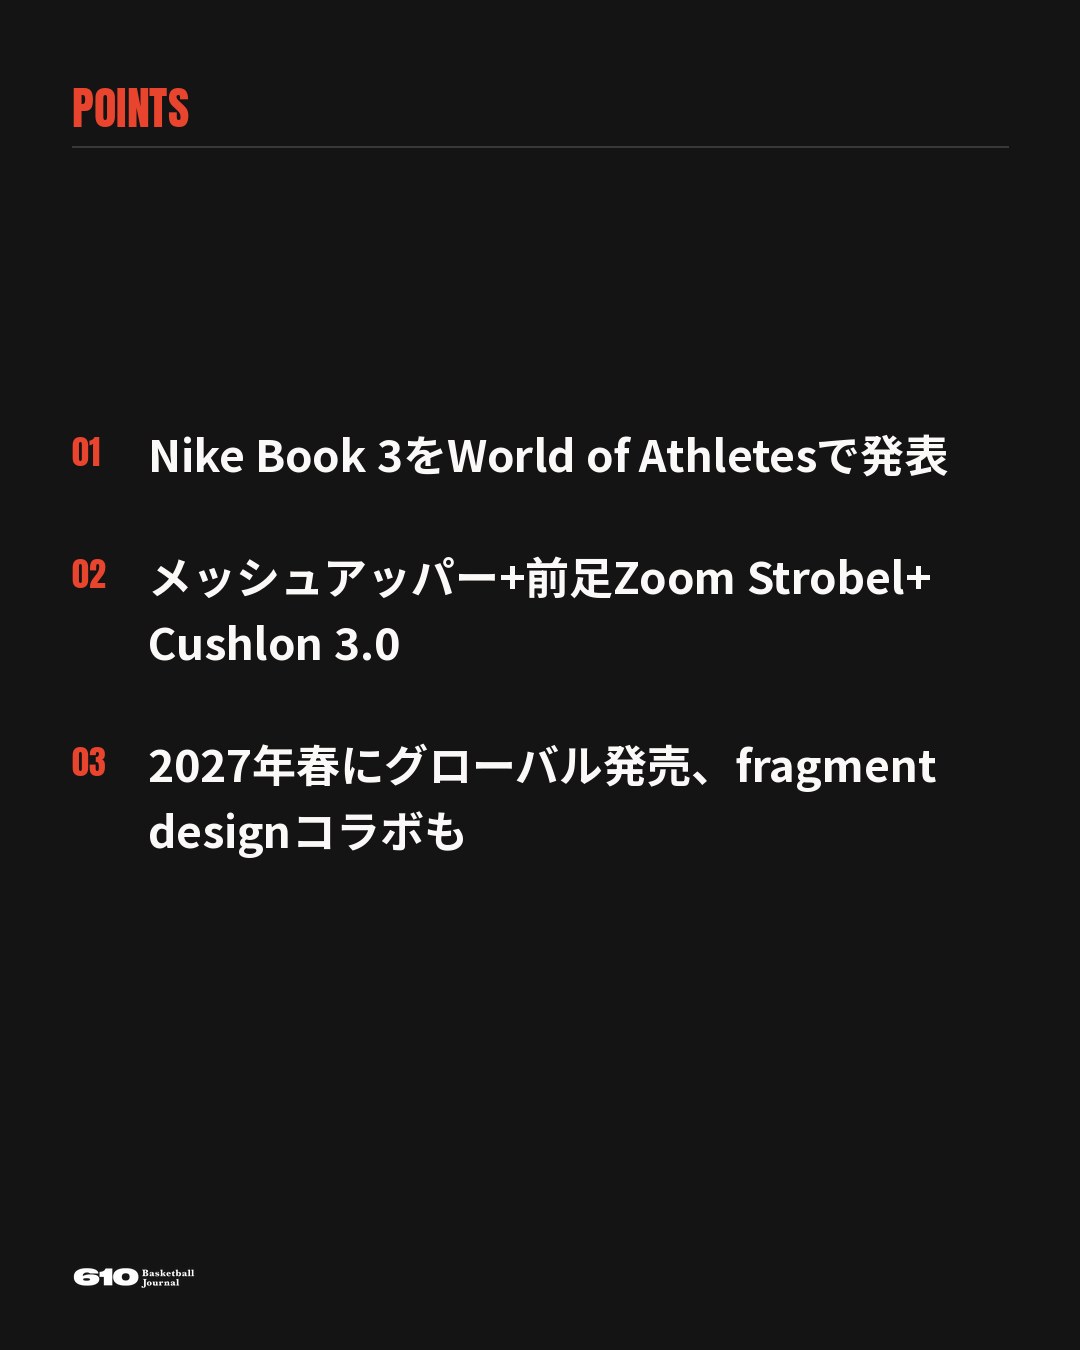 POINTS
01 Nike Book 3をWorld of Athletesで発表
02 メッシュアッパー+前足Zoom Strobel+
Cushlon 3.0
03 2027年春にグローバル発売、fragment
designコラボも
610 Basketball
Journal